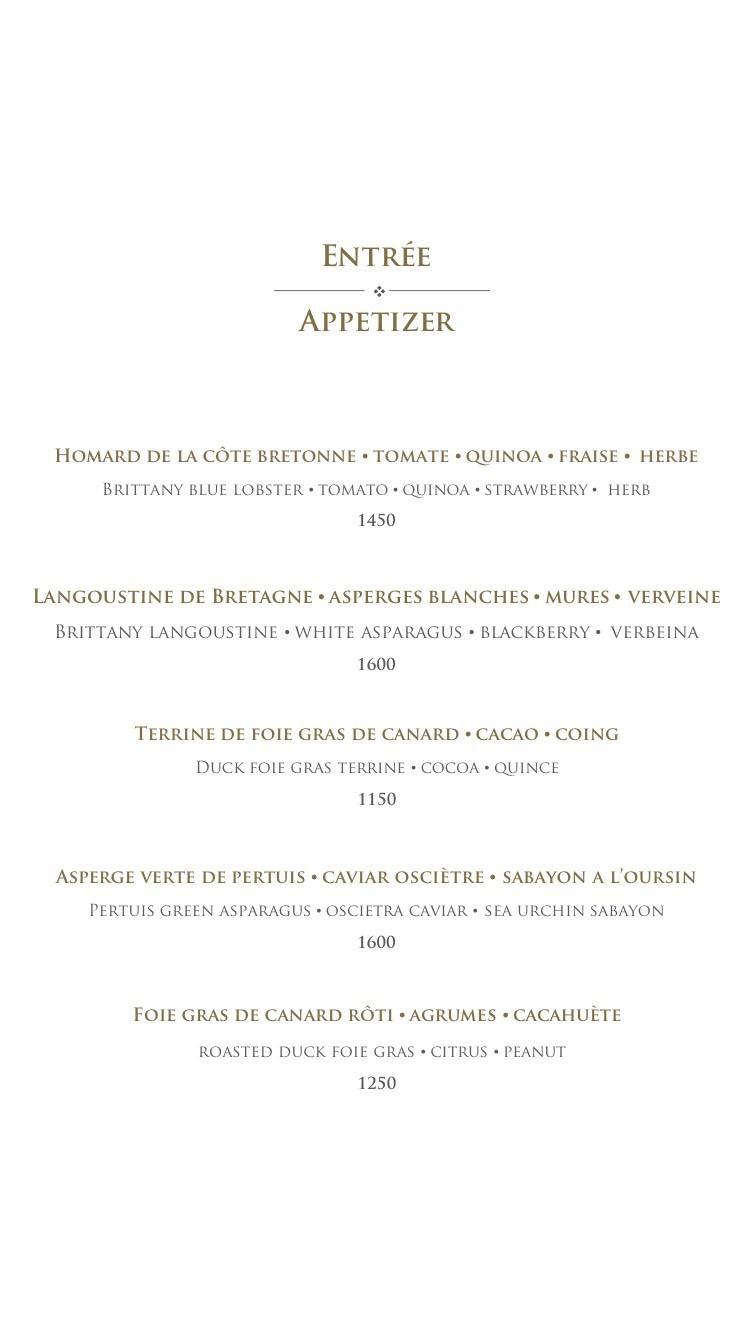 Entrée
Appetizer
Homard de la côte bretonne • tomate • quinoa • fraise • herbe
Brittany blue lobster • tomato • quinoa • strawberry • herb
1450
Langoustine de Bretagne • asperges blanches • mures • verveine
Brittany langoustine • white asparagus • blackberry • verbeina
1600
Terrine de foie gras de canard • cacao • coing
Duck foie gras terrine • cocoa • quince
1150
Asperge verte de pertuis • caviar osciètre • sabayon a l'oursin
Pertuis green asparagus • oscietra caviar • sea urchin sabayon
1600
Foie gras de canard rôti • agrumes • cacahuète
roasted duck foie gras • citrus • peanut
1250